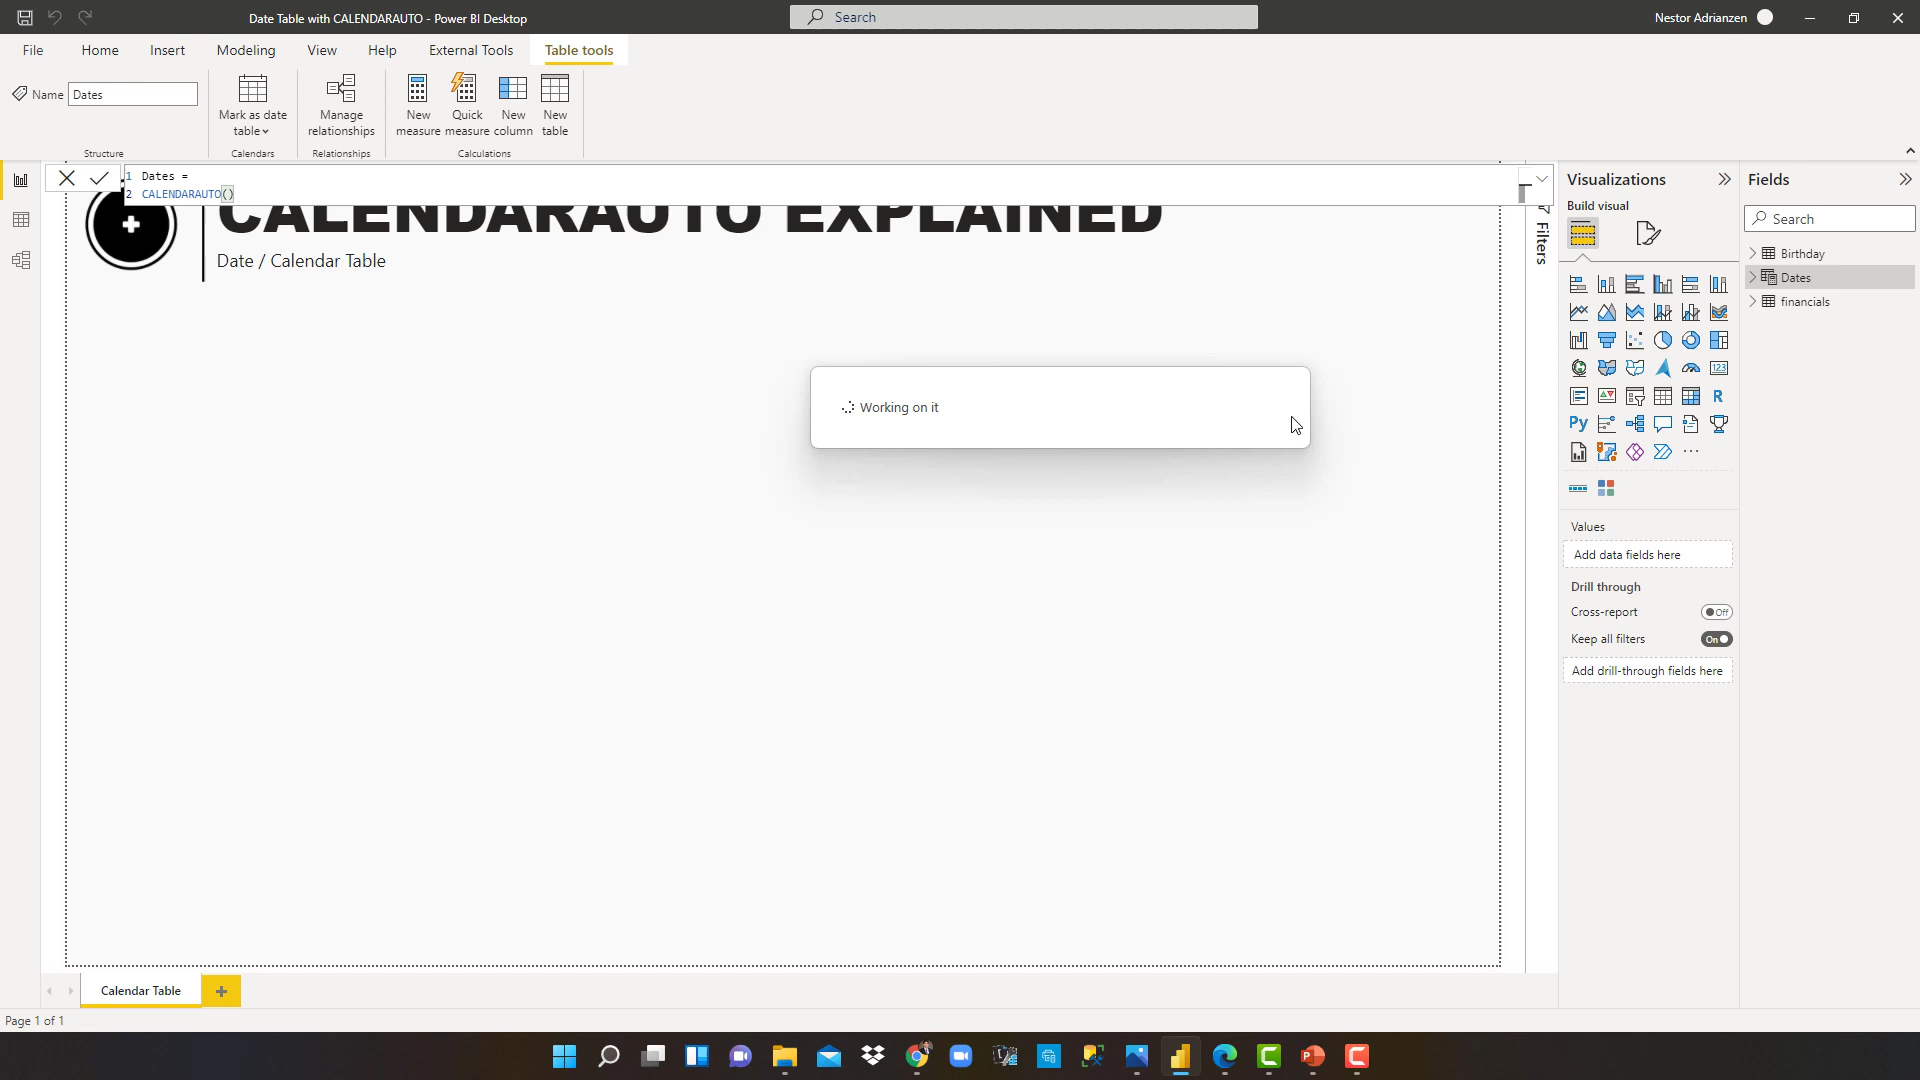 Date Table with CALENDARAUTO - Power BI Desktop
Search
Nestor Adrianzen
File
Home
Insert
Modeling
View
Help
External Tools
Table tools
Name
Dates
Mark as date
table
Manage
relationships
New
measure
Quick
measure
New
column
New
table
Structure
Calendars
Relationships
Calculations
1 Dates =
2 CALENDARAUTO()
CALENDARAUTO EXPLAINED
Date / Calendar Table
Working on it
Filters
Visualizations
Build visual
123
R
Py
Values
Add data fields here
Drill through
Cross-report
Off
Keep all filters
On
Add drill-through fields here
Fields
Search
Birthday
Dates
financials
Calendar Table
Page 1 of 1